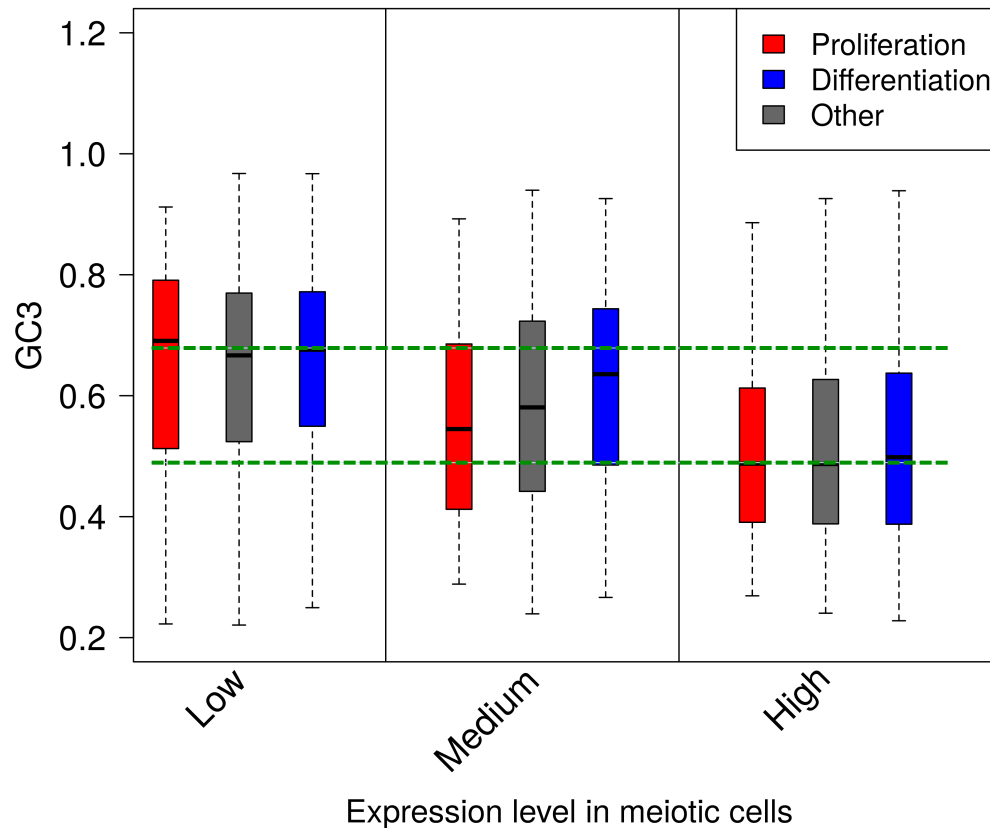 1.2
1.0
0.8
0.6
0.4
0.2
GC3
Proliferation
Differentiation
Other
Low
Medium
High
Expression level in meiotic cells